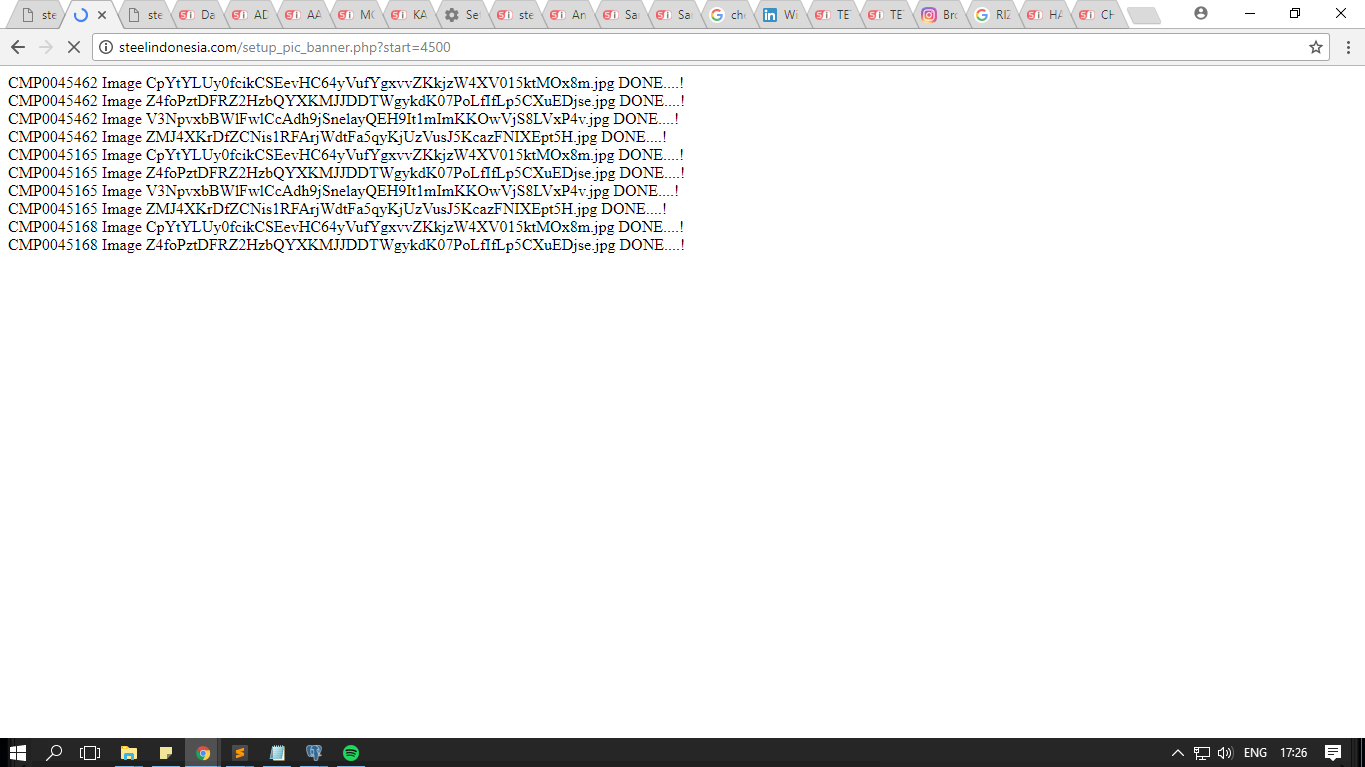 ste
ste
Da
AD
AA
MO
KA
Se
ste
An
Sa
Sa
ch
Wi
TE
TE
Bro
RIZ
HA
CH
steelindonesia.com/setup_pic_banner.php?start=4500
CMP0045462 Image CpYtYLUy0fcikCSEevHC64yVufYgxvvZKkjzW4XV015ktMOx8m.jpg DONE....!
CMP0045462 Image Z4foPztDFRZ2HzbQYXKMJJDDTWgykdK07PoLfIfLp5CXuEDjse.jpg DONE....!
CMP0045462 Image V3NpvxbBWlFwlCcAdh9jSnelayQEH9It1mImKKOwVjS8LVxP4v.jpg DONE....!
CMP0045462 Image ZMJ4XKrDfZCNis1RFArjWdtFa5qyKjUzVusJ5KcazFNIXEpt5H.jpg DONE....!
CMP0045165 Image CpYtYLUy0fcikCSEevHC64yVufYgxvvZKkjzW4XV015ktMOx8m.jpg DONE....!
CMP0045165 Image Z4foPztDFRZ2HzbQYXKMJJDDTWgykdK07PoLfIfLp5CXuEDjse.jpg DONE....!
CMP0045165 Image V3NpvxbBWlFwlCcAdh9jSnelayQEH9It1mImKKOwVjS8LVxP4v.jpg DONE....!
CMP0045165 Image ZMJ4XKrDfZCNis1RFArjWdtFa5qyKjUzVusJ5KcazFNIXEpt5H.jpg DONE....!
CMP0045168 Image CpYtYLUy0fcikCSEevHC64yVufYgxvvZKkjzW4XV015ktMOx8m.jpg DONE....!
CMP0045168 Image Z4foPztDFRZ2HzbQYXKMJJDDTWgykdK07PoLfIfLp5CXuEDjse.jpg DONE....!
ENG
17:26